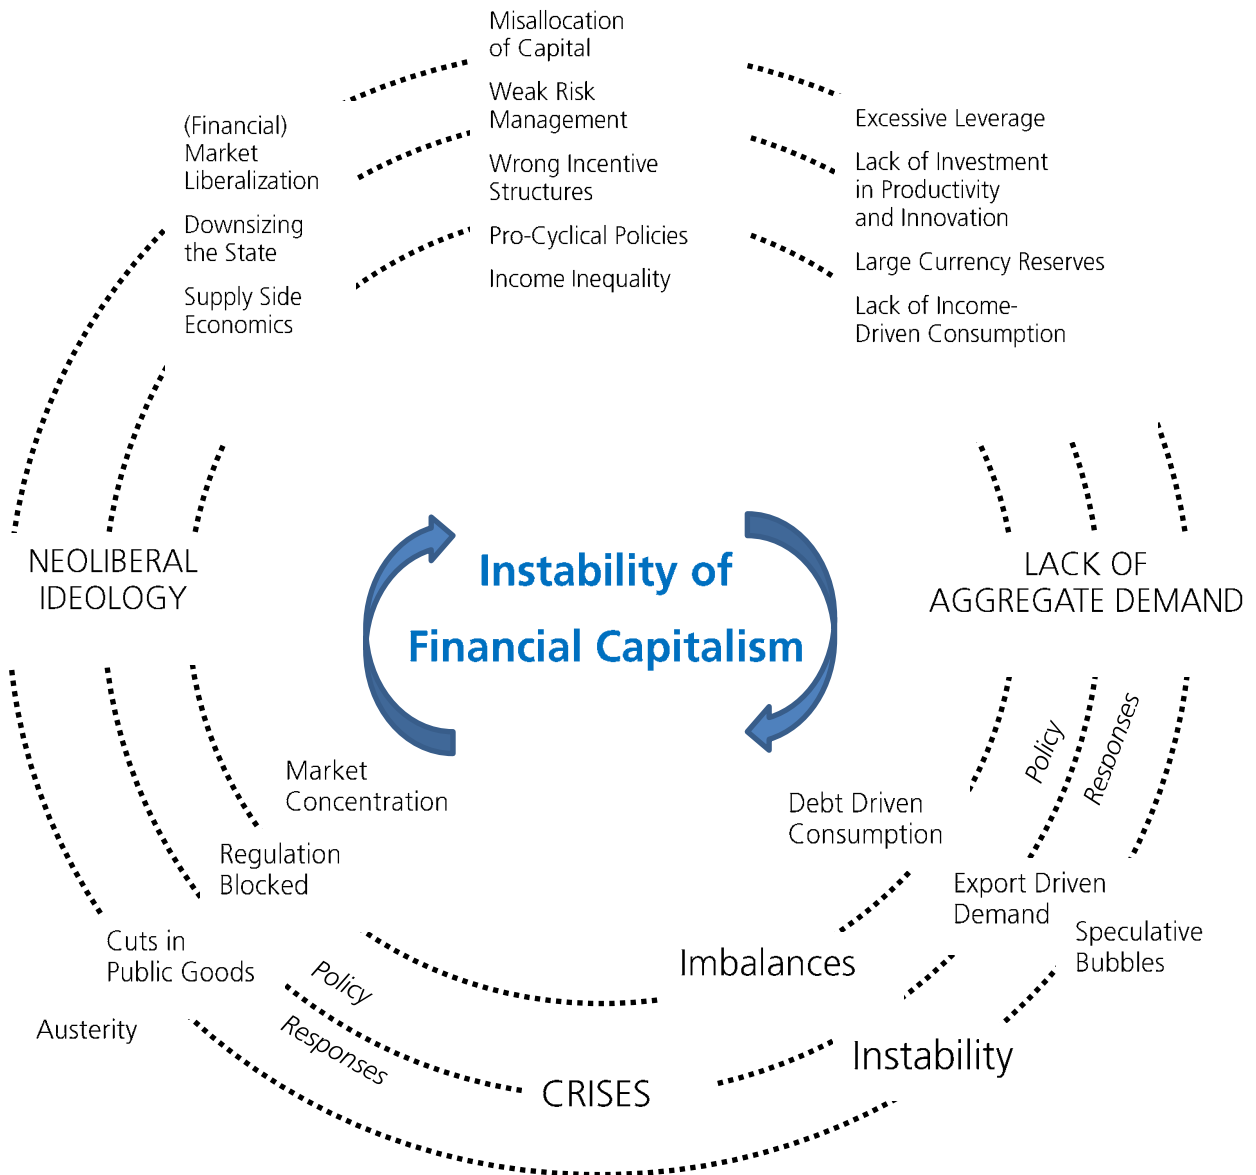 Misallocation
of Capital
Weak Risk
Management
Wrong Incentive
Structures
Pro-Cyclical Policies
Income Inequality
(Financial)
Market
Liberalization
Downsizing
the State
Supply Side
Economics
Excessive Leverage
Lack of Investment
in Productivity
and Innovation
Large Currency Reserves
Lack of Income-
Driven Consumption
NEOLIBERAL
IDEOLOGY
Instability of
Financial Capitalism
LACK OF
AGGREGATE DEMAND
Policy
Responses
Market
Concentration
Regulation
Blocked
Cuts in
Public Goods
Austerity
Policy
Responses
Debt Driven
Consumption
Export Driven
Demand
Speculative
Bubbles
Imbalances
Instability
CRISES